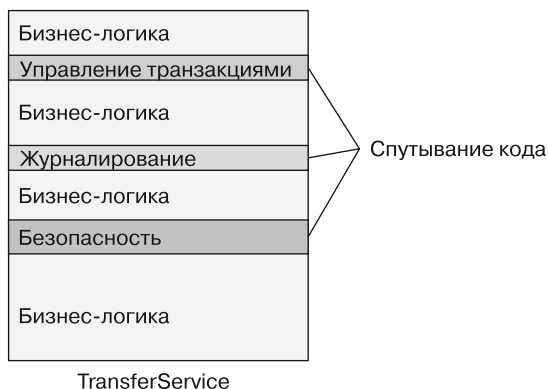 Бизнес-логика
Управление транзакциями
Бизнес-логика
Журналирование
Спутывание кода
Бизнес-логика
Безопасность
Бизнес-логика
TransferService